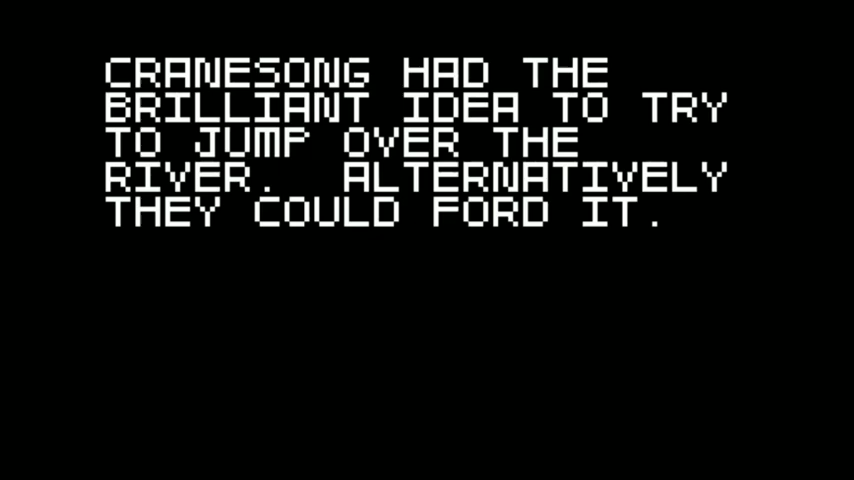 CRANESONG HAD THE
BRILLIANT IDEA TO TRY
TO JUMP OVER THE
RIVER.  ALTERNATIVELY
THEY COULD FORD IT.